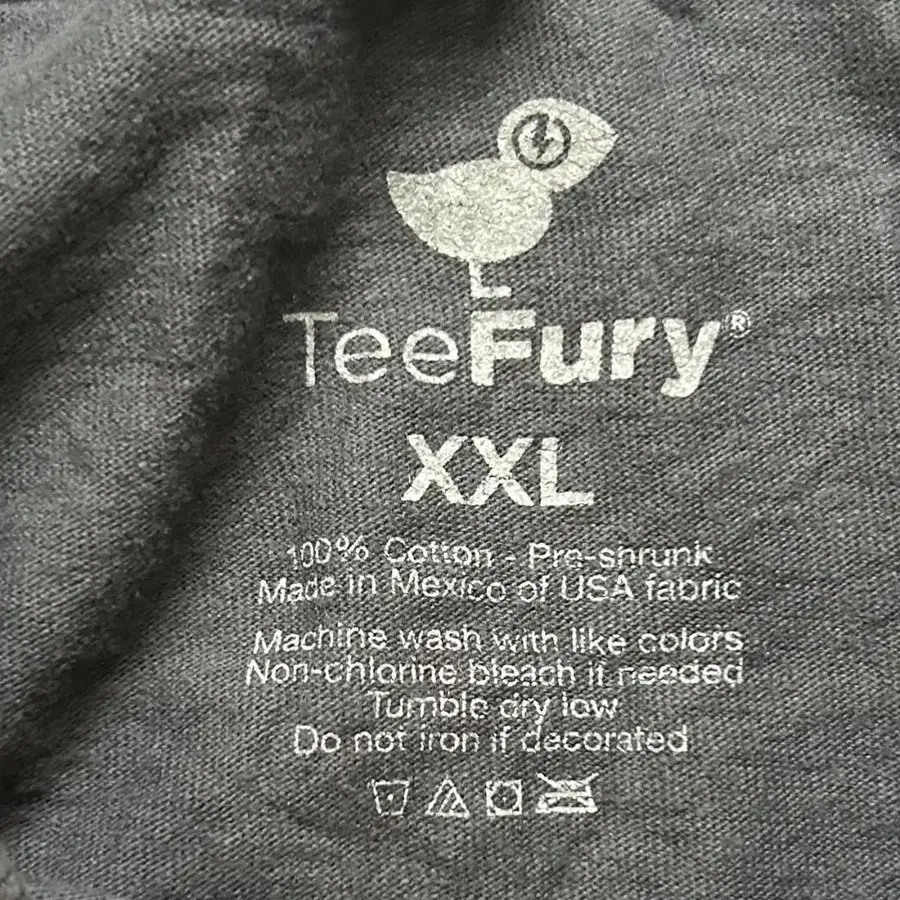 TeeFury®
XXL
100% Cotton - Pre-shrunk
Made in Mexico of USA fabric
Machine wash with like colors
Non-chlorine bleach if needed
Tumble dry low
Do not iron if decorated